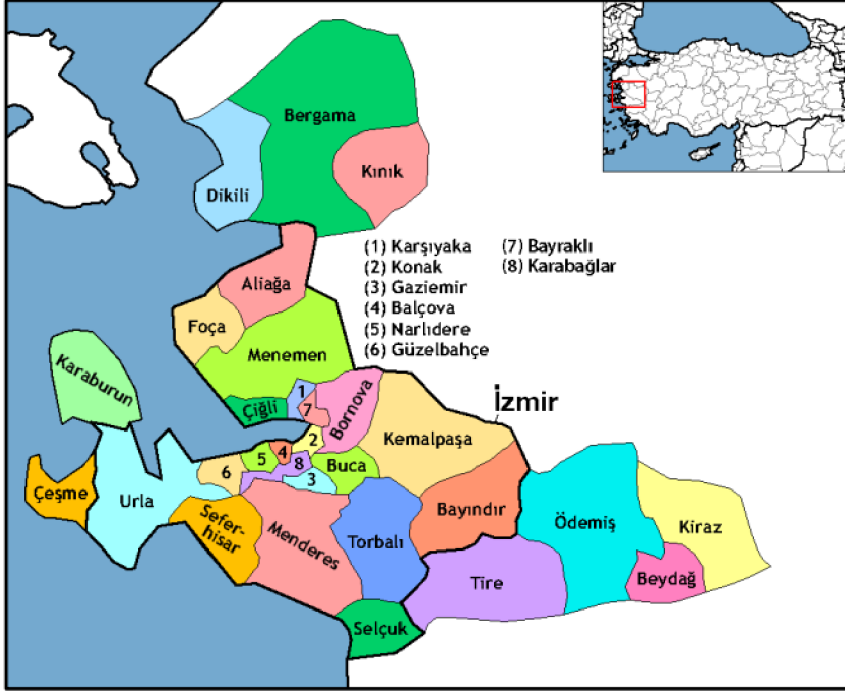 Bergama
Dikili
Kınık
(1) Karşıyaka
(2) Konak
(3) Gaziemir
(4) Balçova
(5) Narlıdere
(6) Güzelbahçe
(7) Bayraklı
(8) Karabağlar
Aliağa
Foça
Menemen
Karaburun
Çiğli
1
7
Bornova
İzmir
Kemalpaşa
2
4
5
6
8
3
Buca
Çeşme
Urla
Sefer-
hisar
Menderes
Torbalı
Bayındır
Ödemiş
Kiraz
Tire
Beydağ
Selçuk